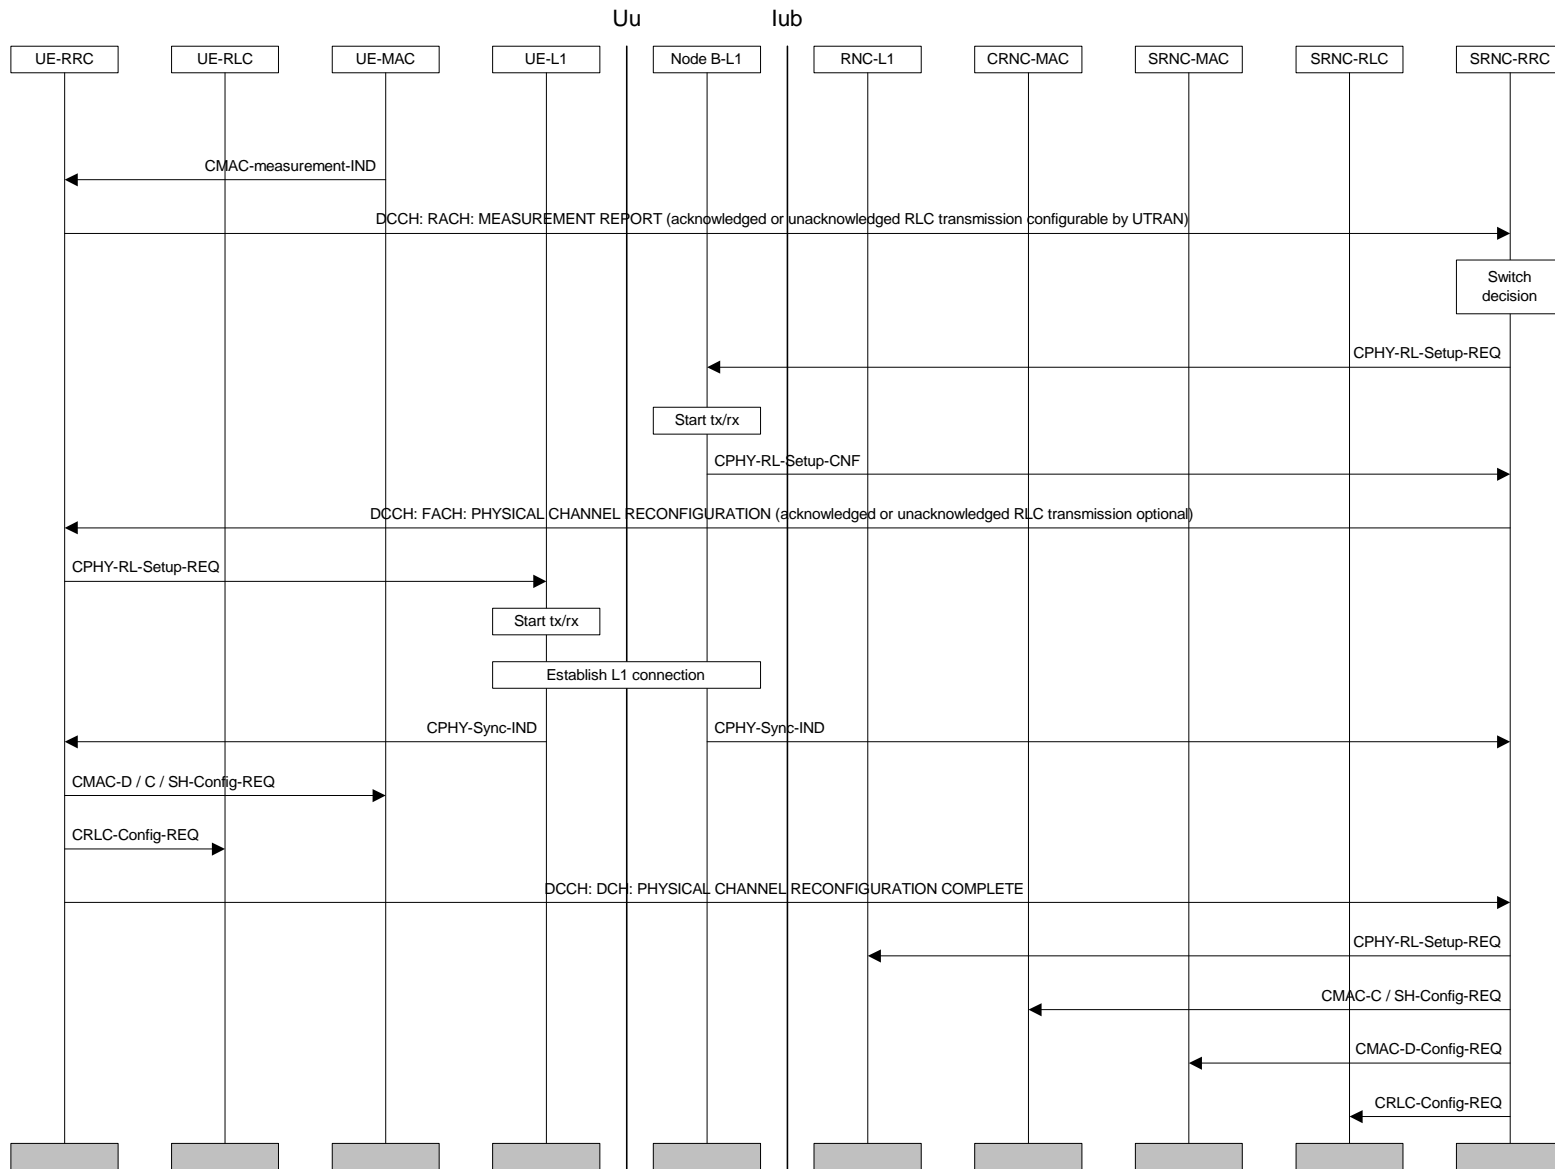 Uu
Iub
UE-RRC
UE-RLC
UE-MAC
UE-L1
Node B-L1
RNC-L1
CRNC-MAC
SRNC-MAC
SRNC-RLC
SRNC-RRC
CMAC-measurement-IND
DCCH: RACH: MEASUREMENT REPORT (acknowledged or unacknowledged RLC transmission configurable by UTRAN)
Switch
decision
CPHY-RL-Setup-REQ
Start tx/rx
CPHY-RL-Setup-CNF
DCCH: FACH: PHYSICAL CHANNEL RECONFIGURATION (acknowledged or unacknowledged RLC transmission optional)
CPHY-RL-Setup-REQ
Start tx/rx
Establish L1 connection
CPHY-Sync-IND
CPHY-Sync-IND
CMAC-D / C / SH-Config-REQ
CRLC-Config-REQ
DCCH: DCH: PHYSICAL CHANNEL RECONFIGURATION COMPLETE
CPHY-RL-Setup-REQ
CMAC-C / SH-Config-REQ
CMAC-D-Config-REQ
CRLC-Config-REQ